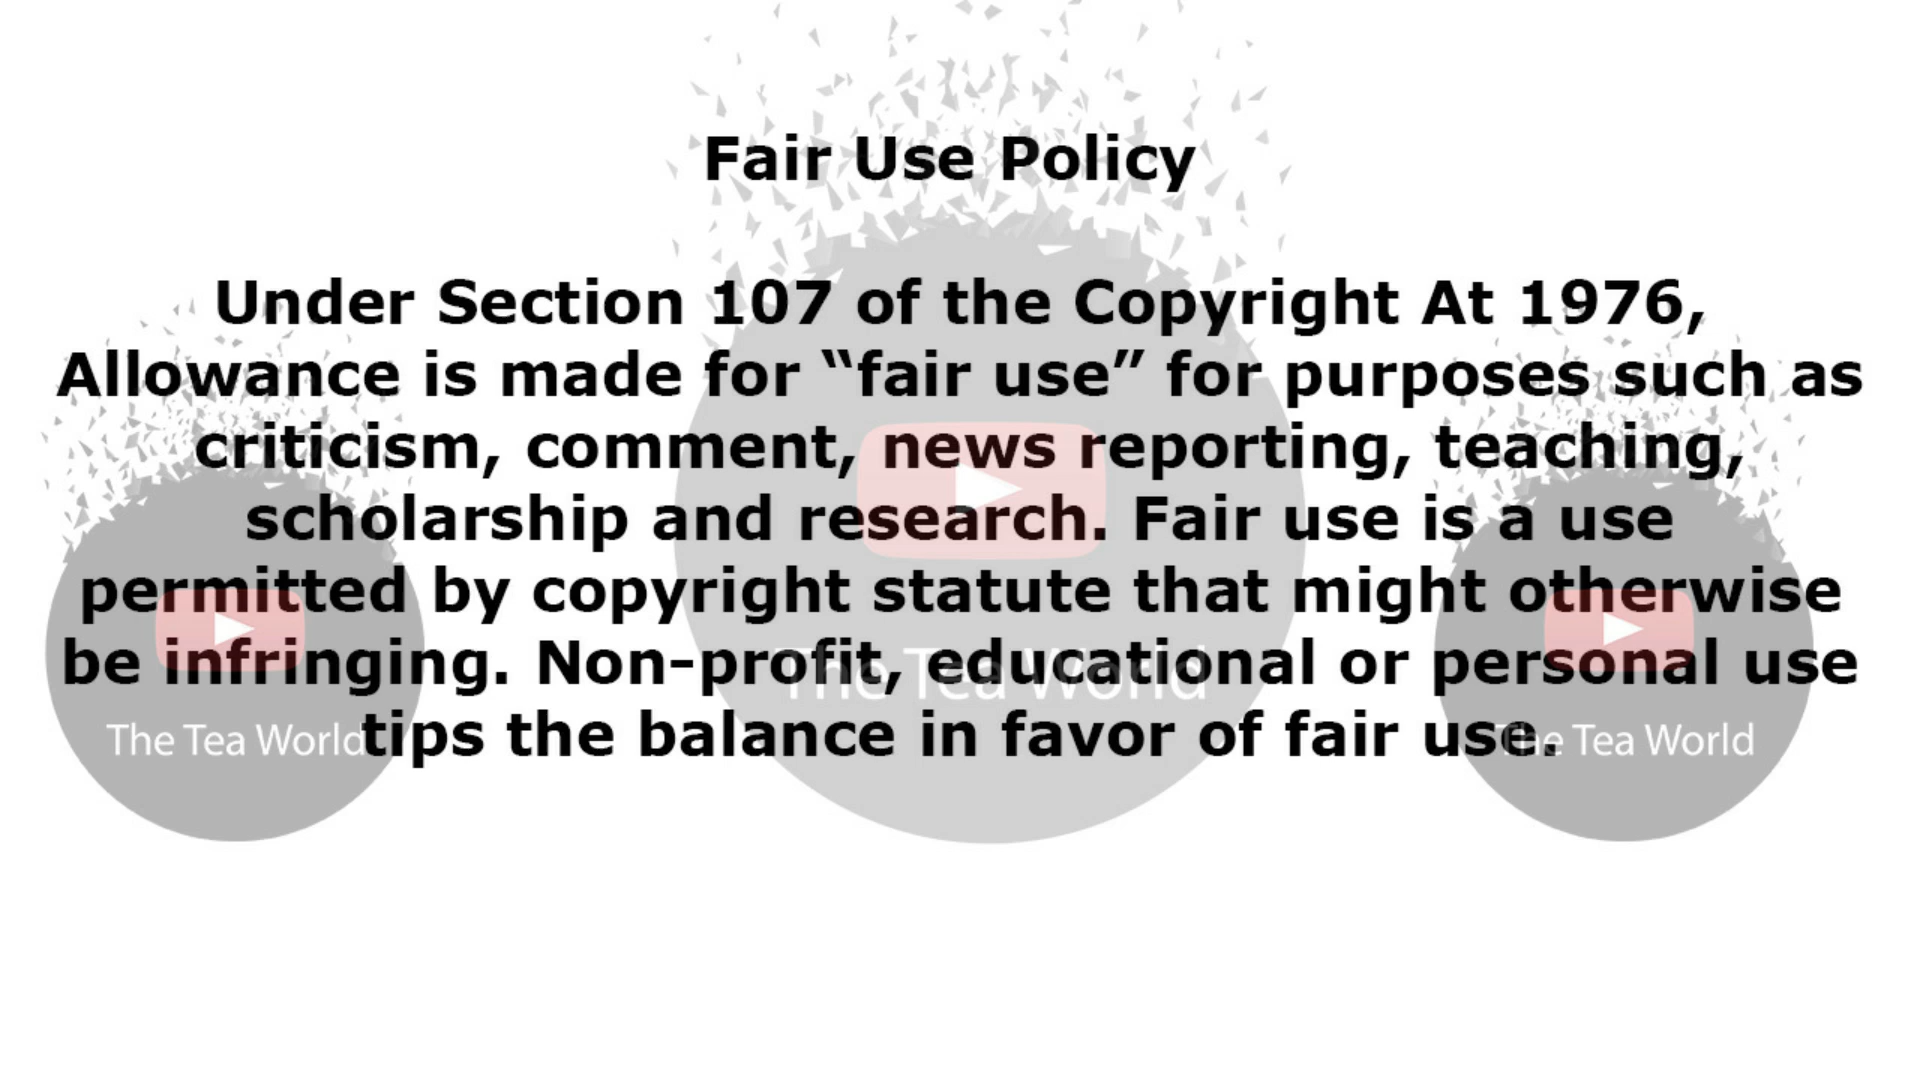 Fair Use Policy
Under Section 107 of the Copyright At 1976,
Allowance is made for “fair use” for purposes such as
criticism, comment, news reporting, teaching,
scholarship and research. Fair use is a use
permitted by copyright statute that might otherwise
be infringing. Non-profit, educational or personal use
tips the balance in favor of fair use.
The Tea World
The Tea World
The Tea World